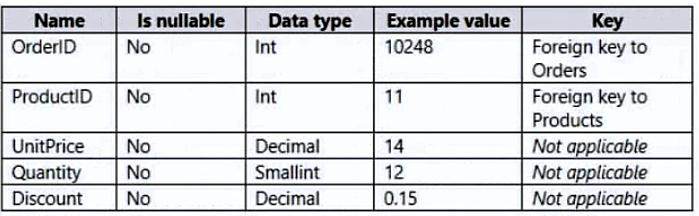 Name Is nullable Data type Example value Key
OrderID No Int 10248 Foreign key to
Orders
ProductID No Int 11 Foreign key to
Products
UnitPrice No Decimal 14 Not applicable
Quantity No Smallint 12 Not applicable
Discount No Decimal 0.15 Not applicable